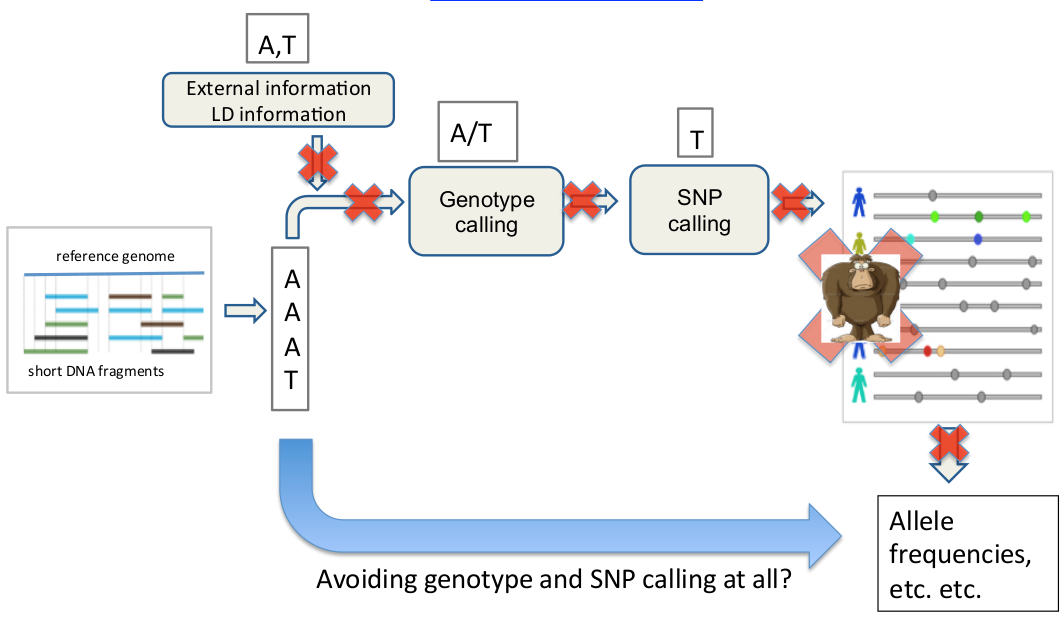 A,T
External information
LD information
A/T
Genotype
calling
T
SNP
calling
reference genome
short DNA fragments
A
A
A
T
Avoiding genotype and SNP calling at all?
Allele
frequencies,
etc. etc.